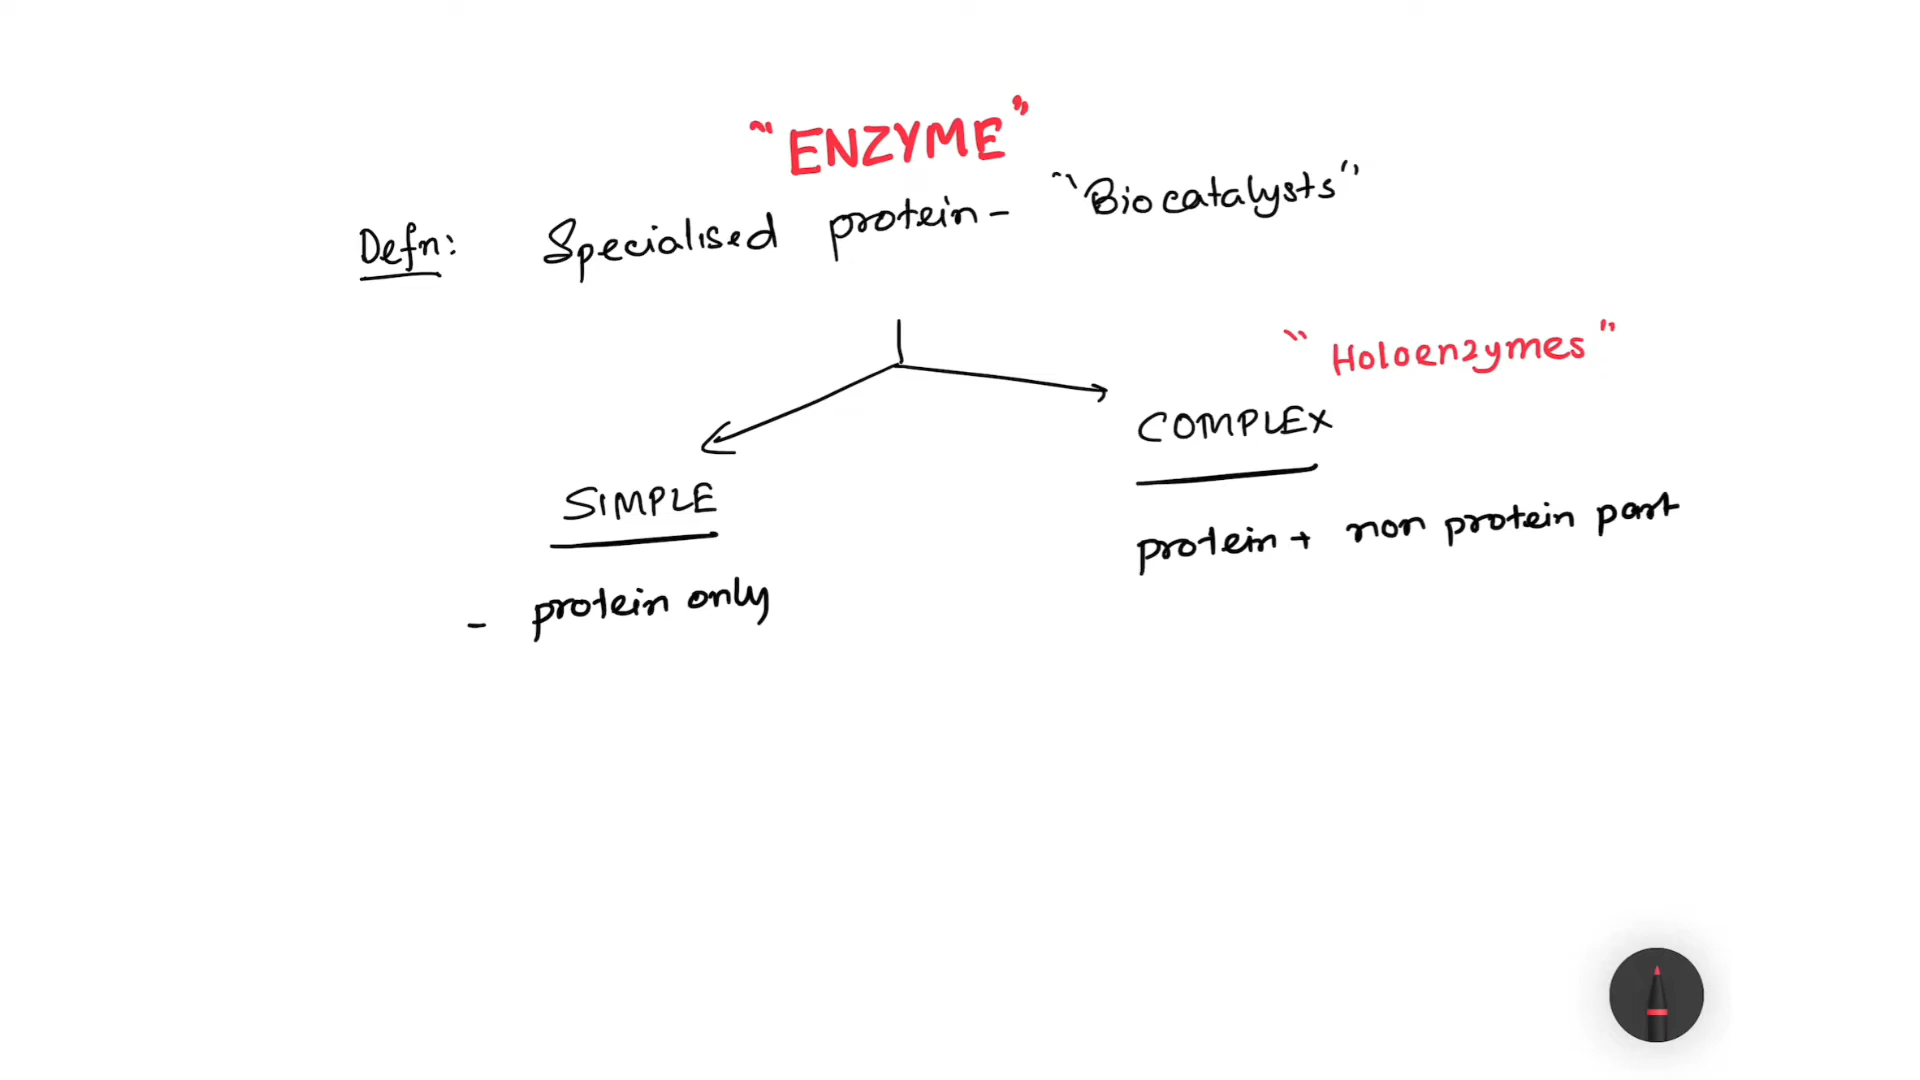 "ENZYME"
Defn: Specialised protein - "Biocatalysts"
"Holoenzymes"
COMPLEX
SIMPLE
protein + non protein part
- protein only